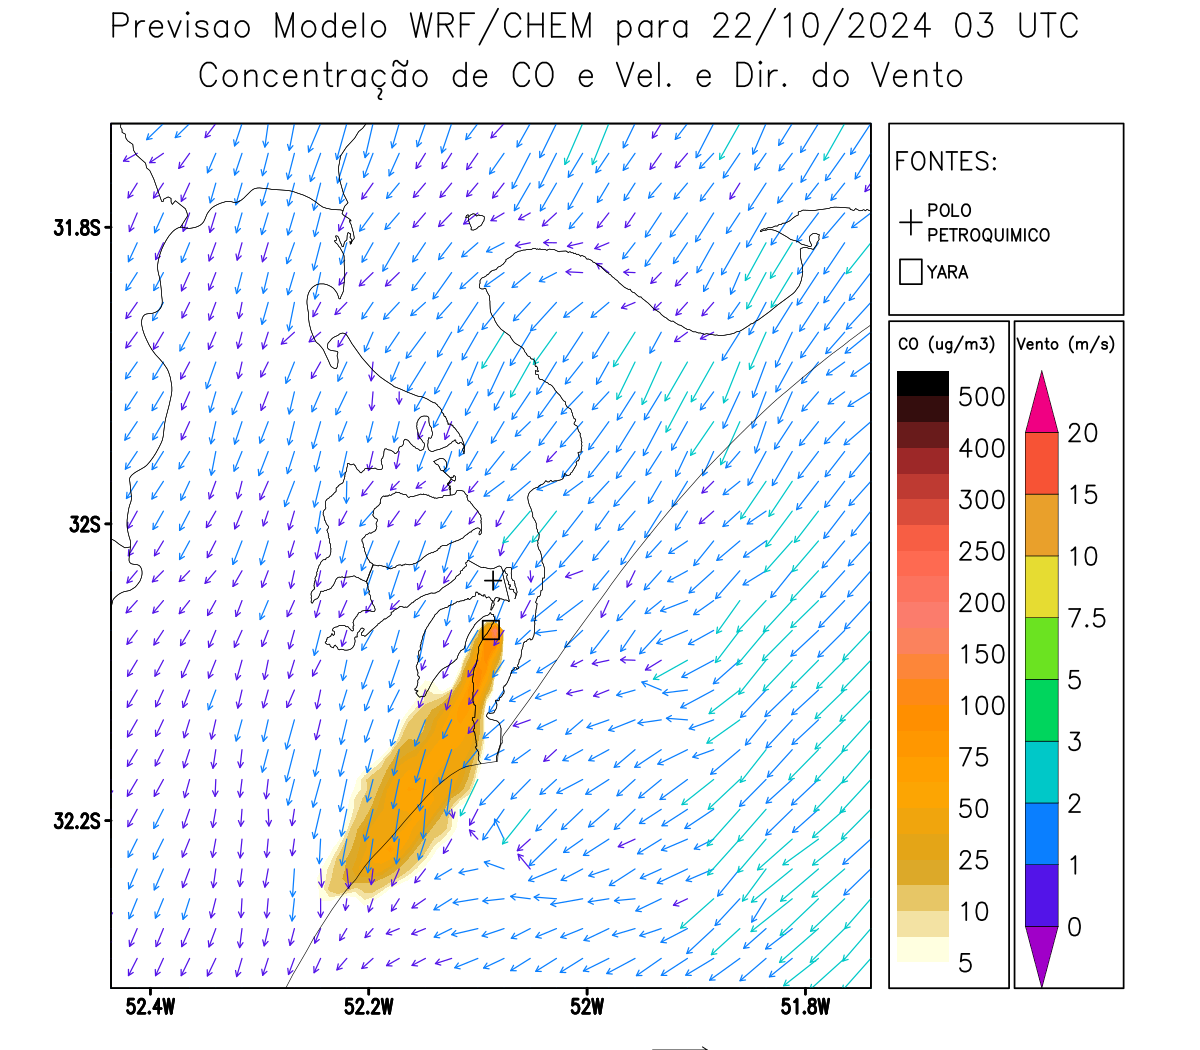 Previsao Modelo WRF/CHEM para 22/10/2024 03 UTC
Concentração de CO e Vel. e Dir. do Vento
FONTES:
POLO
PETROQUIMICO
YARA
31.8S
32S
32.2S
52.4W
52.2W
52W
51.8W
CO (ug/m3)
500
400
300
250
200
150
100
75
50
25
10
5
Vento (m/s)
20
15
10
7.5
5
3
2
1
0